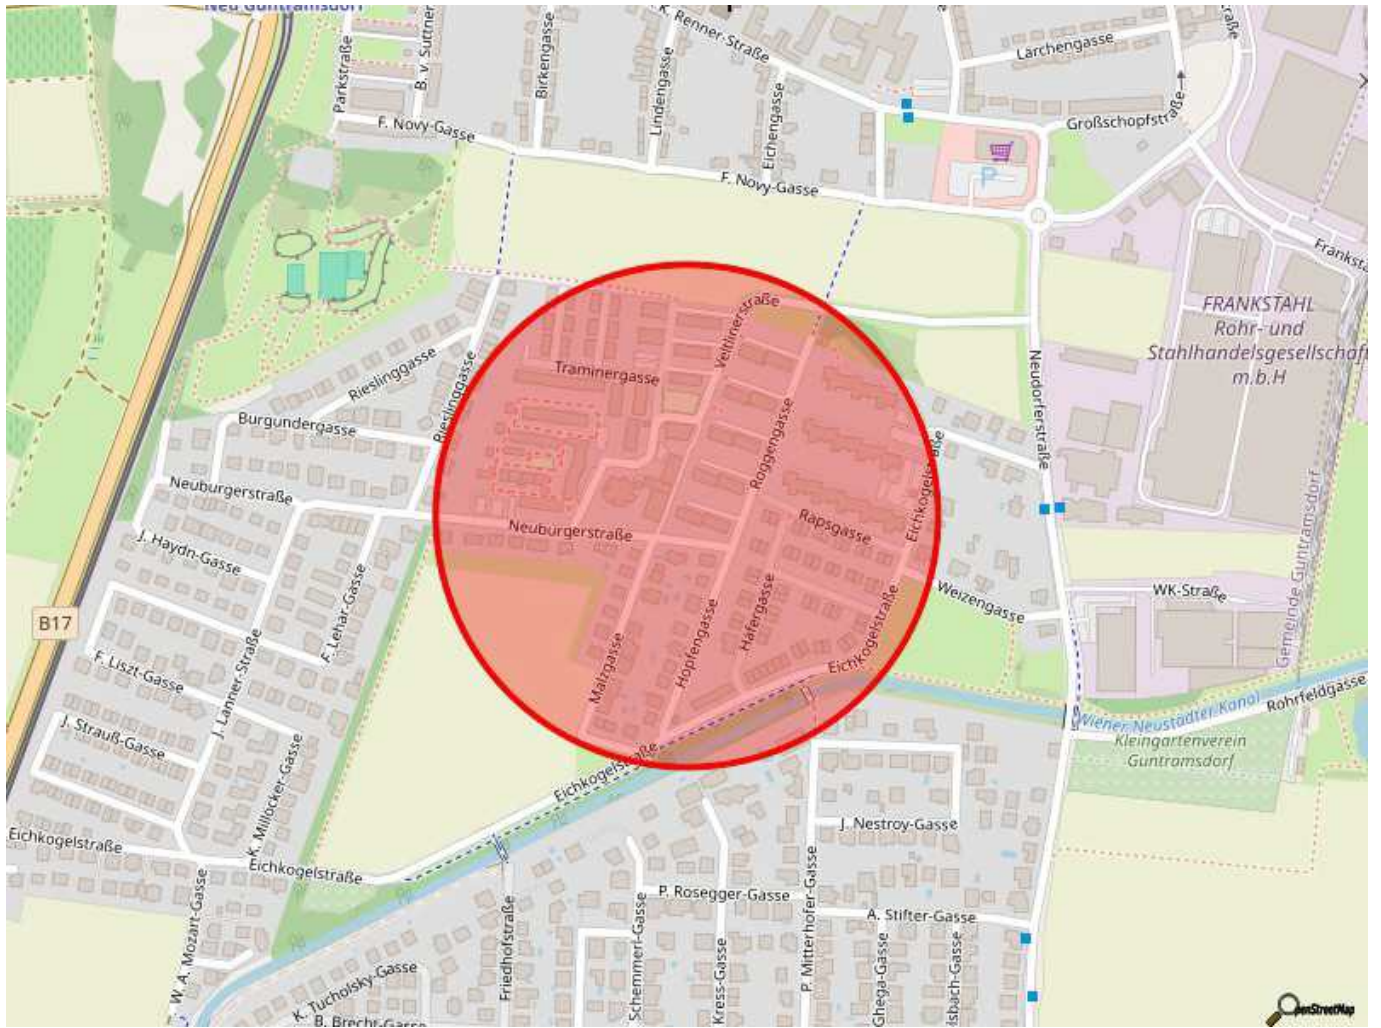 Neu Guntramsdorf
Parkstraße
B. v. Suttner
Birkengasse
Lindengasse
K. Renner-Straße
Eichengasse
Lärchengasse
raße
Großschopfstraße
F. Novy-Gasse
F. Novy-Gasse
FRANKSTAHL
Rohr- und
Stahlhandelsgesellschaft
m.b.H
Veltlinerstraße
Traminergasse
Rieslinggasse
Rieslinggasse
Burgundergasse
Roggengasse
Neudorferstraße
Eichkogelstraße
Neuburgerstraße
Neuburgerstraße
Rapsgasse
J. Haydn-Gasse
F. Lehar-Gasse
Hafergasse
Weizengasse
WK-Straße
Gemeinde Guntramsdorf
B17
Malzgasse
Hopfengasse
Eichkogelstraße
F. Liszt-Gasse
J. Lanner-Straße
Wiener Neustädter Kanal
Rohrfeldgasse
J. Strauß-Gasse
K. Millöcker-Gasse
Kleingartenverein
Guntramsdorf
Eichkogelstraße
J. Nestroy-Gasse
Eichkogelstraße
Eichkogelstraße
P. Rosegger-Gasse
P. Mitterhofer-Gasse
A. Stifter-Gasse
W. A. Mozart-Gasse
Friedhofstraße
Schemmerl-Gasse
Kress-Gasse
Ghega-Gasse
lsbach-Gasse
K. Tucholsky-Gasse
B. Brecht-Gasse
P
OpenStreetMap